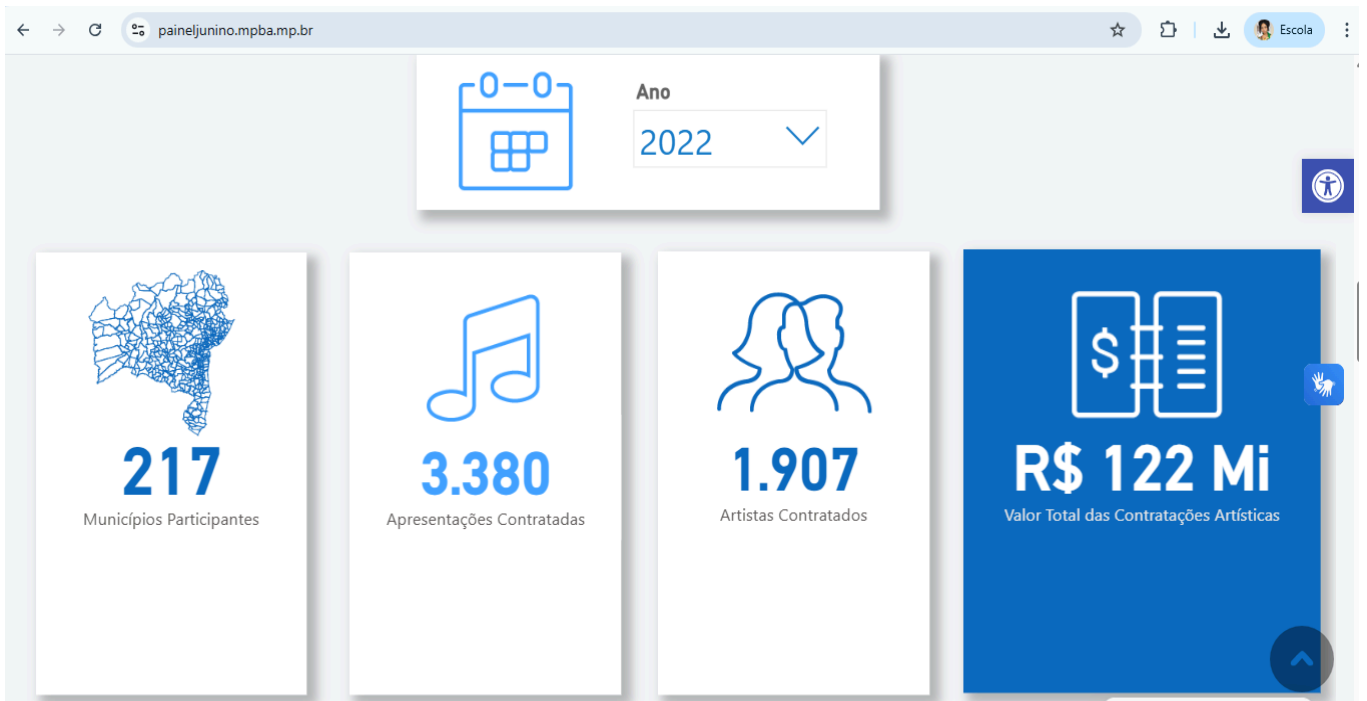 paineljunino.mpba.mp.br
Escola
Ano
2022
217
Municípios Participantes
3.380
Apresentações Contratadas
1.907
Artistas Contratados
$
R$ 122 Mi
Valor Total das Contratações Artísticas